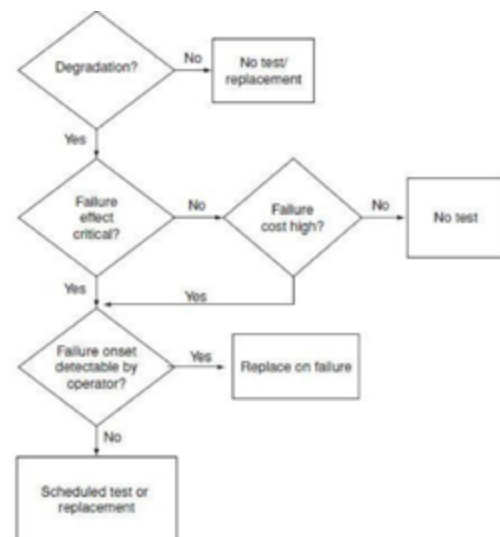 Degradation?
No
No test/
replacement
Yes
Failure
effect
critical?
No
Failure
cost high?
No
No test
Yes
Yes
Failure onset
detectable by
operator?
Yes
Replace on failure
No
Scheduled test or
replacement